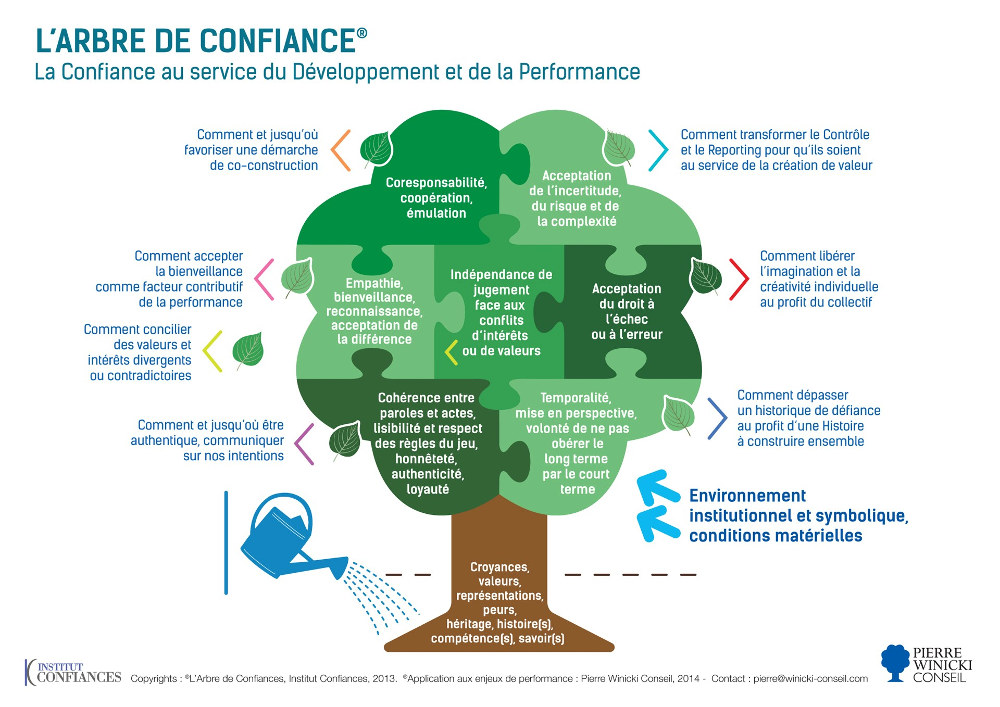 L'ARBRE DE CONFIANCE®
La Confiance au service du Développement et de la Performance
Comment et jusqu'où
favoriser une démarche
de co-construction
Comment transformer le Contrôle
et le Reporting pour qu'ils soient
au service de la création de valeur
Coresponsabilité,
coopération,
émulation
Acceptation
de l'incertitude,
du risque et de
la complexité
Comment accepter
la bienveillance
comme facteur contributif
de la performance
Empathie,
bienveillance,
reconnaissance,
acceptation de
la différence
Indépendance de
jugement
face aux
conflits
d'intérêts
ou de valeurs
Acceptation
du droit à
l'échec
ou à l'erreur
Comment libérer
l'imagination et la
créativité individuelle
au profit du collectif
Comment concilier
des valeurs et
intérêts divergents
ou contradictoires
Comment et jusqu'où être
authentique, communiquer
sur nos intentions
Cohérence entre
paroles et actes,
lisibilité et respect
des règles du jeu,
honnêteté,
authenticité,
loyauté
Temporalité,
mise en perspective,
volonté de ne pas
obérer le
long terme
par le court
terme
Comment dépasser
un historique de défiance
au profit d'une Histoire
à construire ensemble
Environnement
institutionnel et symbolique,
conditions matérielles
Croyances,
valeurs,
représentations,
peurs,
héritage, histoire(s),
compétence(s), savoir(s)
INSTITUT
CONFIANCES
Copyrights : ®L'Arbre de Confiances, Institut Confiances, 2013. ®Application aux enjeux de performance : Pierre Winicki Conseil, 2014 - Contact : pierre@winicki-conseil.com
PIERRE
WINICKI
CONSEIL